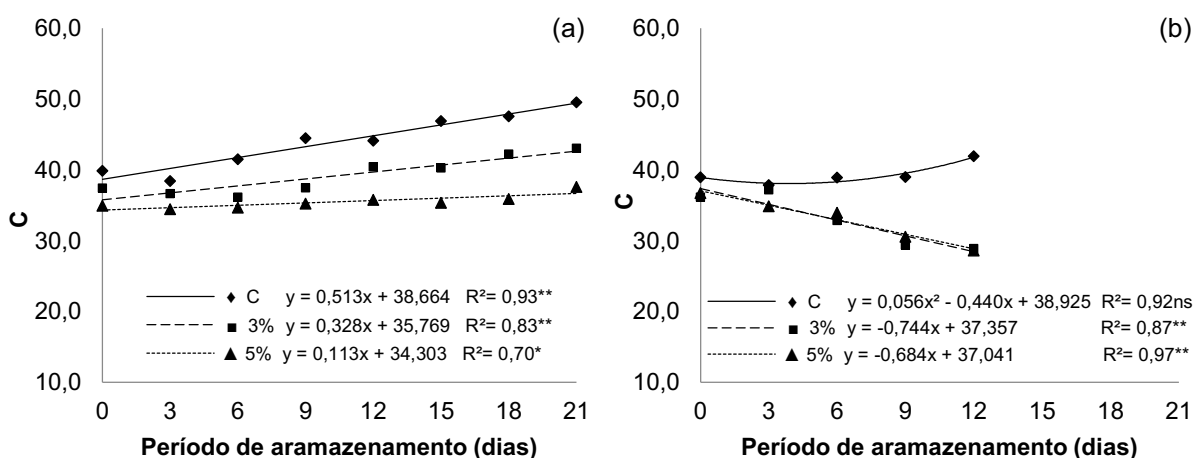 (a)
60,0
50,0
40,0
30,0
20,0
10,0
C
C y = 0,513x + 38,664 R²= 0,93**
3% y = 0,328x + 35,769 R²= 0,83**
5% y = 0,113x + 34,303 R²= 0,70*
0 3 6 9 12 15 18 21
Período de aramazenamento (dias)
(b)
60,0
50,0
40,0
30,0
20,0
10,0
C
C y = 0,056x² - 0,440x + 38,925 R²= 0,92ns
3% y = -0,744x + 37,357 R²= 0,87**
5% y = -0,684x + 37,041 R²= 0,97**
0 3 6 9 12 15 18 21
Período de aramazenamento (dias)